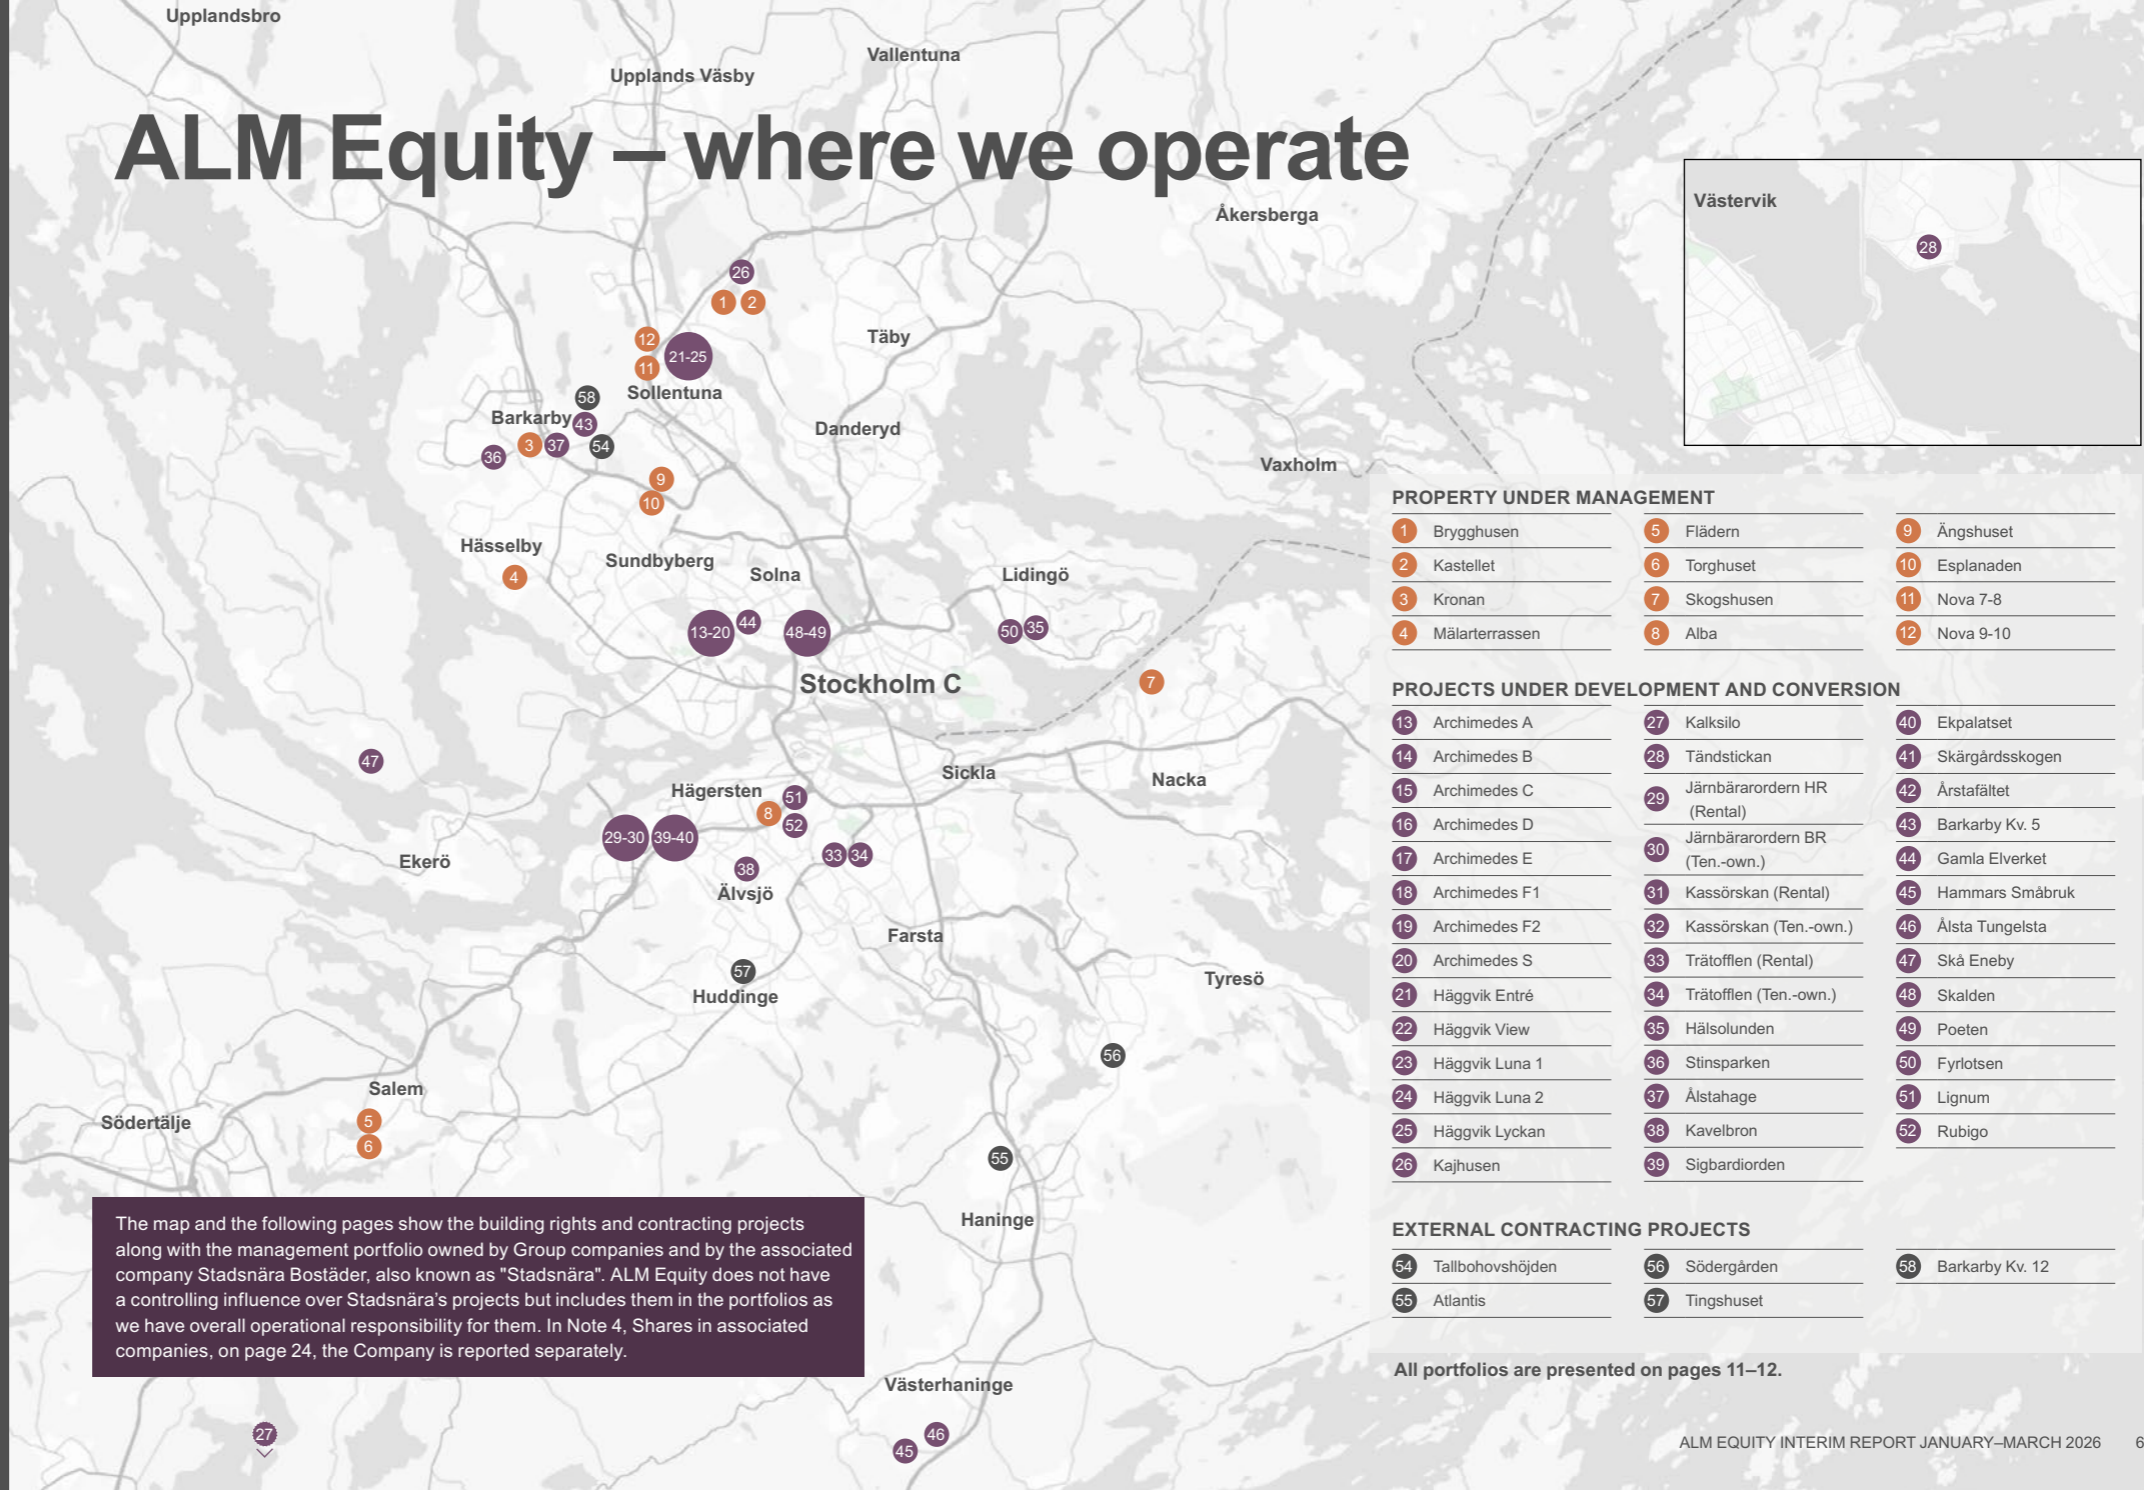 Upplandsbro
Vallentuna
Upplands Väsby
ALM Equity – where we operate
Åkersberga
Västervik
28
26
1 2
12
Täby
21-25
11
Sollentuna
58
Barkarby
43
Danderyd
3 37 54
36
Vaxholm
9
10
Hässelby
Sundbyberg
Solna
Lidingö
4
13-20 44 48-49
50 35
Stockholm C
7
47
Sickla
Nacka
Hägersten
51
8
52
29-30 39-40
33 34
Ekerö
38
Älvsjö
Farsta
57
Huddinge
Tyresö
56
Salem
Södertälje
5
6
55
Haninge
The map and the following pages show the building rights and contracting projects
along with the management portfolio owned by Group companies and by the associated
company Stadsnära Bostäder, also known as "Stadsnära". ALM Equity does not have
a controlling influence over Stadsnära’s projects but includes them in the portfolios as
we have overall operational responsibility for them. In Note 4, Shares in associated
companies, on page 24, the Company is reported separately.
Västerhaninge
27
46
45
PROPERTY UNDER MANAGEMENT
1 Brygghusen
2 Kastellet
3 Kronan
4 Mälarterrassen
5 Flädern
6 Torghuset
7 Skogshusen
8 Alba
9 Ängshuset
10 Esplanaden
11 Nova 7-8
12 Nova 9-10
PROJECTS UNDER DEVELOPMENT AND CONVERSION
13 Archimedes A
14 Archimedes B
15 Archimedes C
16 Archimedes D
17 Archimedes E
18 Archimedes F1
19 Archimedes F2
20 Archimedes S
21 Häggvik Entré
22 Häggvik View
23 Häggvik Luna 1
24 Häggvik Luna 2
25 Häggvik Lyckan
26 Kajhusen
27 Kalksilo
28 Tändstickan
29 Järnbärarordern HR
(Rental)
30 Järnbärarordern BR
(Ten.-own.)
31 Kassörskan (Rental)
32 Kassörskan (Ten.-own.)
33 Trätofflen (Rental)
34 Trätofflen (Ten.-own.)
35 Hälsolunden
36 Stinsparken
37 Ålstahage
38 Kavelbron
39 Sigbardiorden
40 Ekpalatset
41 Skärgårdsskogen
42 Årstafältet
43 Barkarby Kv. 5
44 Gamla Elverket
45 Hammars Småbruk
46 Ålsta Tungelsta
47 Skå Eneby
48 Skalden
49 Poeten
50 Fyrlotsen
51 Lignum
52 Rubigo
EXTERNAL CONTRACTING PROJECTS
54 Tallbohovshöjden
55 Atlantis
56 Södergården
57 Tingshuset
58 Barkarby Kv. 12
All portfolios are presented on pages 11–12.
ALM EQUITY INTERIM REPORT JANUARY–MARCH 2026 6